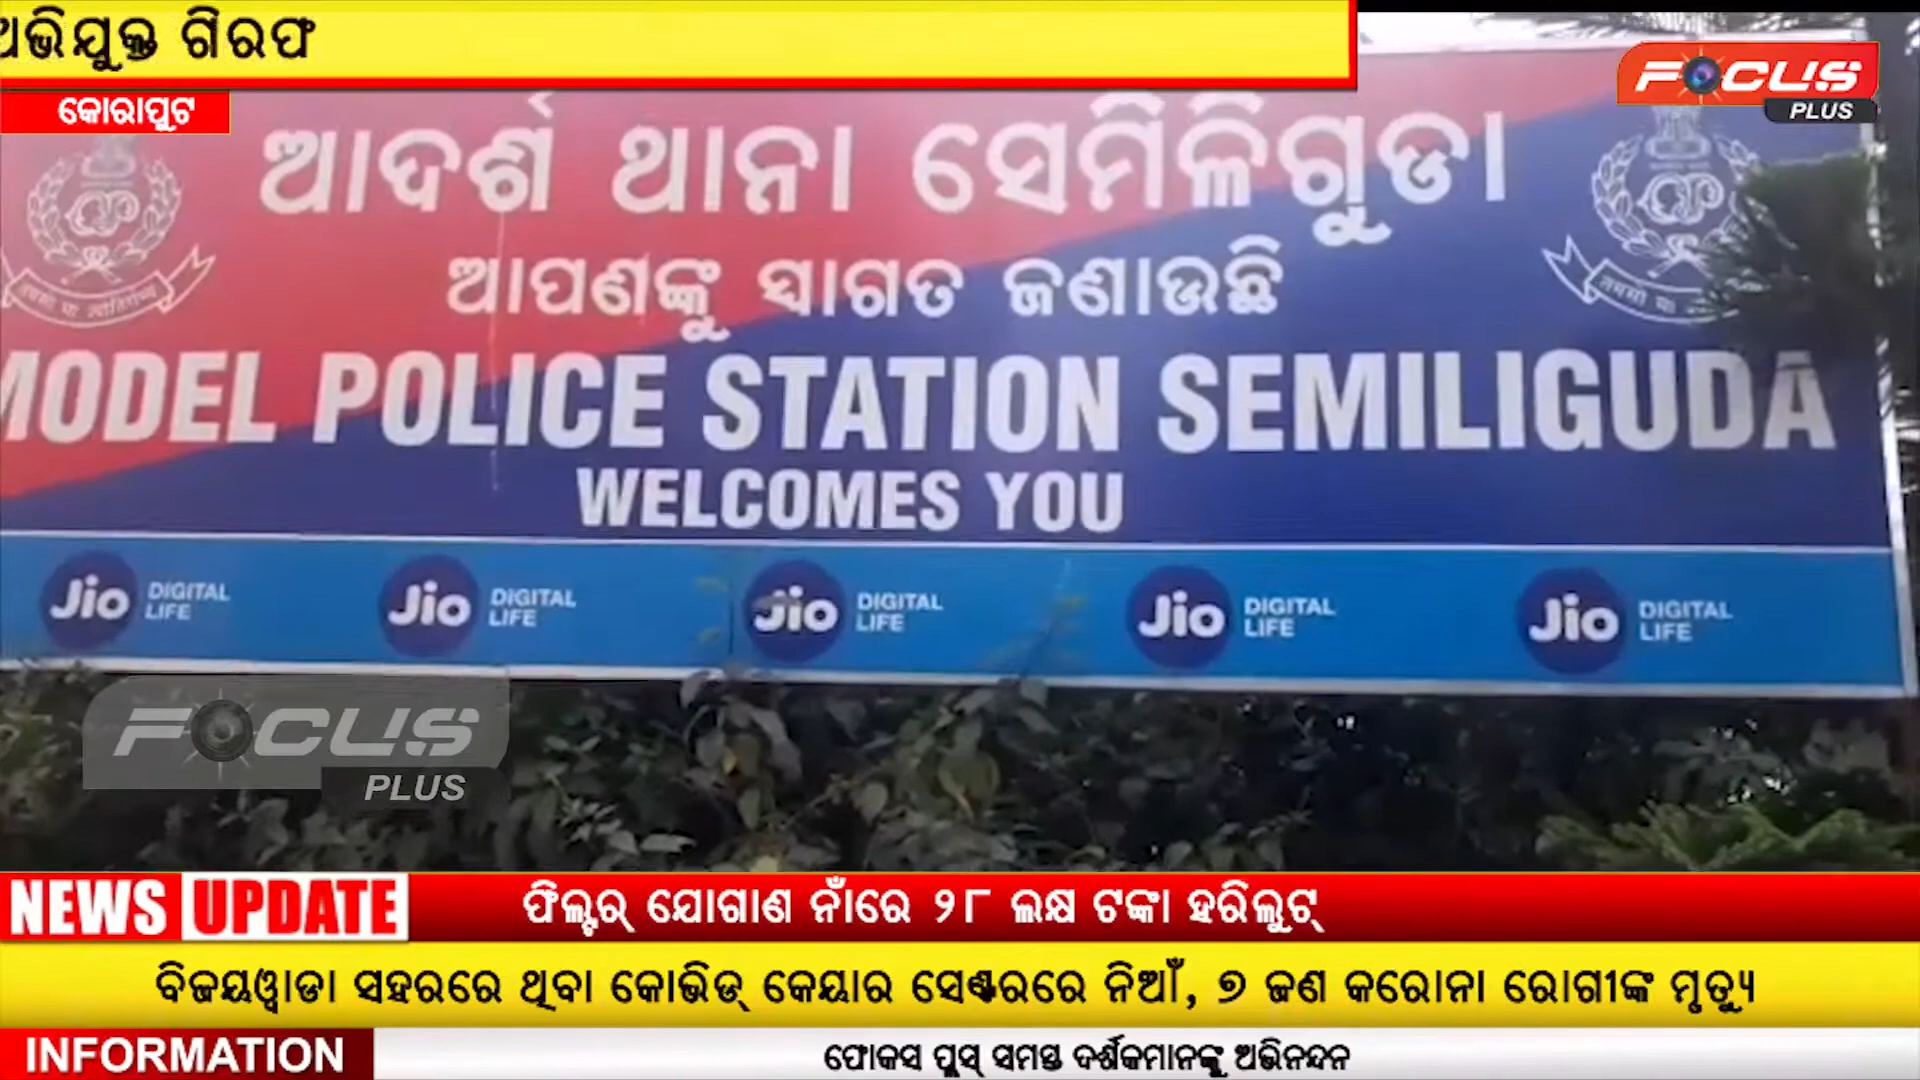 ଅଭିଯୁକ୍ତ ଗିରଫ
କୋରାପୁଟ
FOCUS
PLUS
ଆଦର୍ଶ ଥାନା ସେମିଳିଗୁଡା
ଆପଣଙ୍କୁ ସ୍ୱାଗତ ଜଣାଉଛି
MODEL POLICE STATION SEMILIGUDA
WELCOMES YOU
Jio DIGITAL LIFE Jio DIGITAL LIFE Jio DIGITAL LIFE Jio DIGITAL LIFE Jio DIGITAL LIFE
FOCUS
PLUS
NEWS UPDATE ଫିଲ୍ଟର୍ ଯୋଗାଣ ନାଁରେ ୨୮ ଲକ୍ଷ ଟଙ୍କା ହରିଲୁଟ୍
ବିଜୟୱାଡା ସହରରେ ଥିବା କୋଭିଡ୍ କେୟାର ସେଣ୍ଟରରେ ନିଆଁ, ୭ ଜଣ କରୋନା ରୋଗୀଙ୍କ ମୃତ୍ୟୁ
INFORMATION ଫୋକସ ପ୍ଲସ୍ ସମସ୍ତ ଦର୍ଶକମାନଙ୍କୁ ଅଭିନନ୍ଦନ